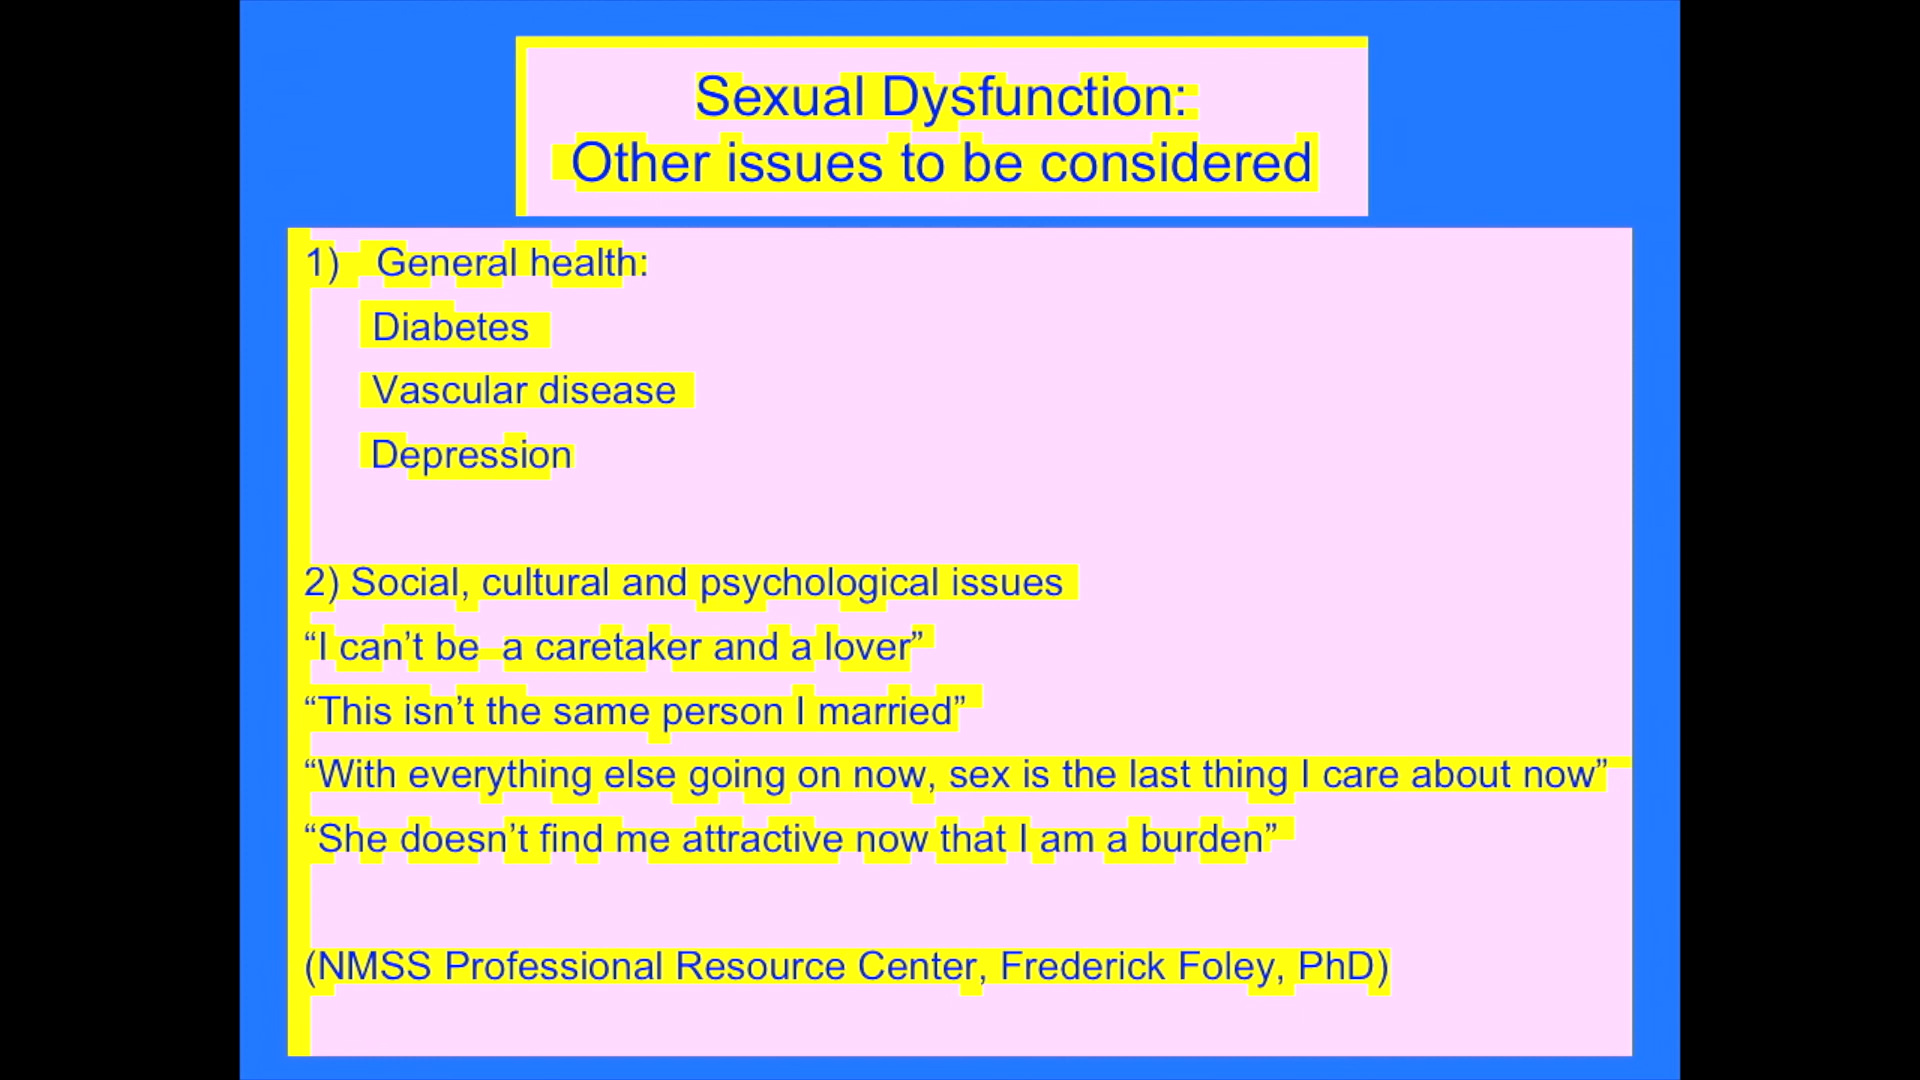 Sexual Dysfunction:
Other issues to be considered
1) General health:
Diabetes
Vascular disease
Depression
2) Social, cultural and psychological issues
“I can’t be  a caretaker and a lover”
“This isn’t the same person I married”
“With everything else going on now, sex is the last thing I care about now”
“She doesn’t find me attractive now that I am a burden”
(NMSS Professional Resource Center, Frederick Foley, PhD)